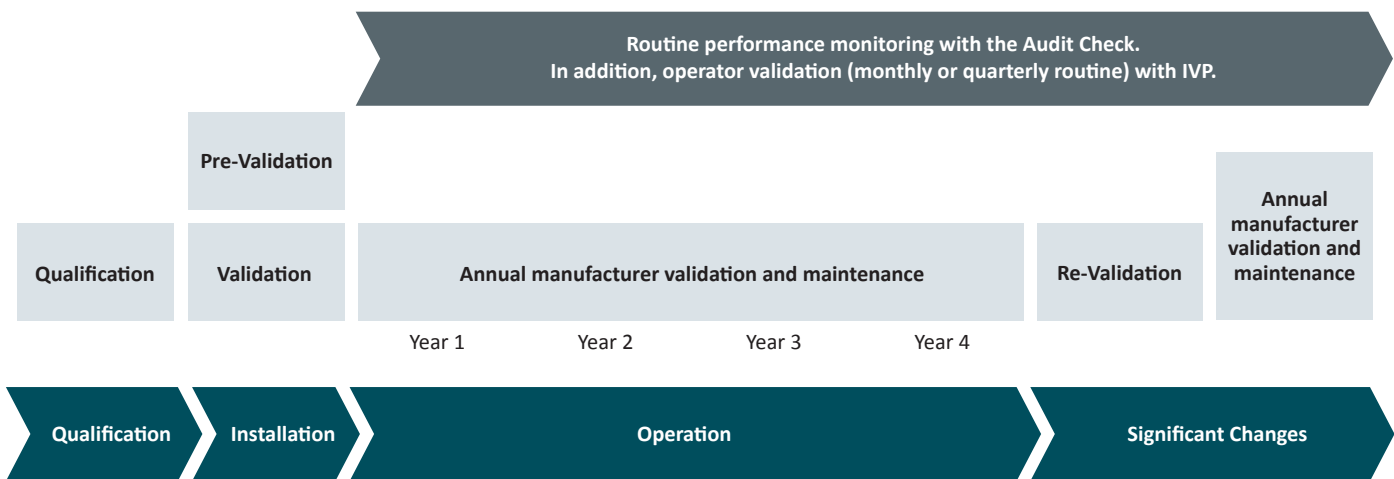 Routine performance monitoring with the Audit Check.
In addition, operator validation (monthly or quarterly routine) with IVP.
Pre-Validation
Qualification
Validation
Annual manufacturer validation and maintenance
Re-Validation
Annual
manufacturer
validation and
maintenance
Year 1
Year 2
Year 3
Year 4
Qualification
Installation
Operation
Significant Changes